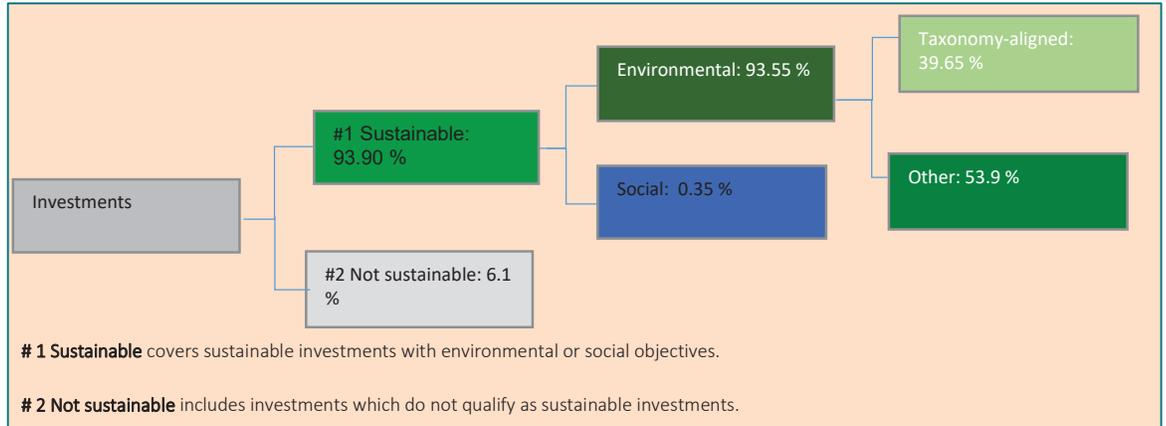 Investments
#1 Sustainable:
93.90 %
#2 Not sustainable: 6.1
%
Environmental: 93.55 %
Social:  0.35 %
Taxonomy-aligned:
39.65 %
Other: 53.9 %
# 1 Sustainable covers sustainable investments with environmental or social objectives.
# 2 Not sustainable includes investments which do not qualify as sustainable investments.